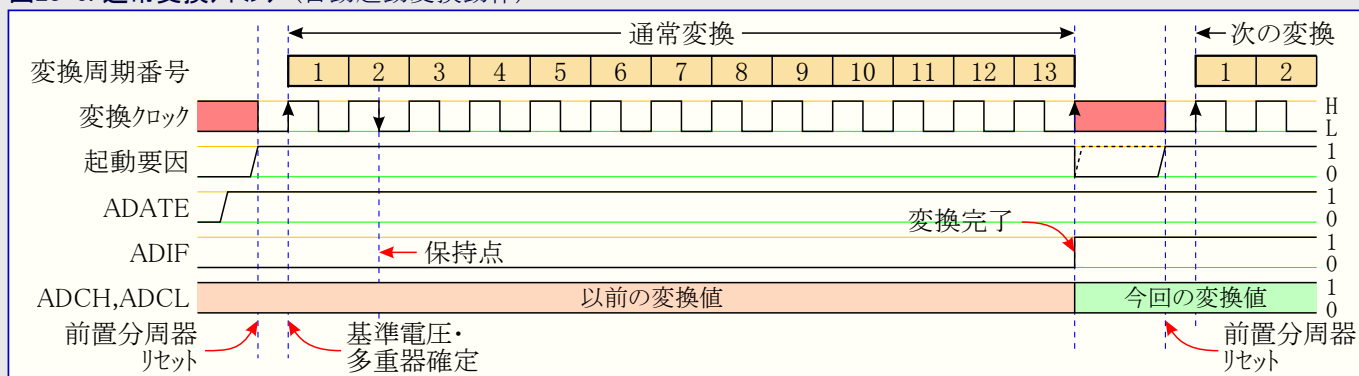 通常変換
次の変換
変換周期番号 1 2 3 4 5 6 7 8 9 10 11 12 13 1 2
変換クロック H L
起動要因 1 0
ADATE 1 0
変換完了
ADIF 保持点 1 0
ADCH,ADCL 以前の変換値 今回の変換値 1 0
前置分周器
リセット
基準電圧・
多重器確定
前置分周器
リセット